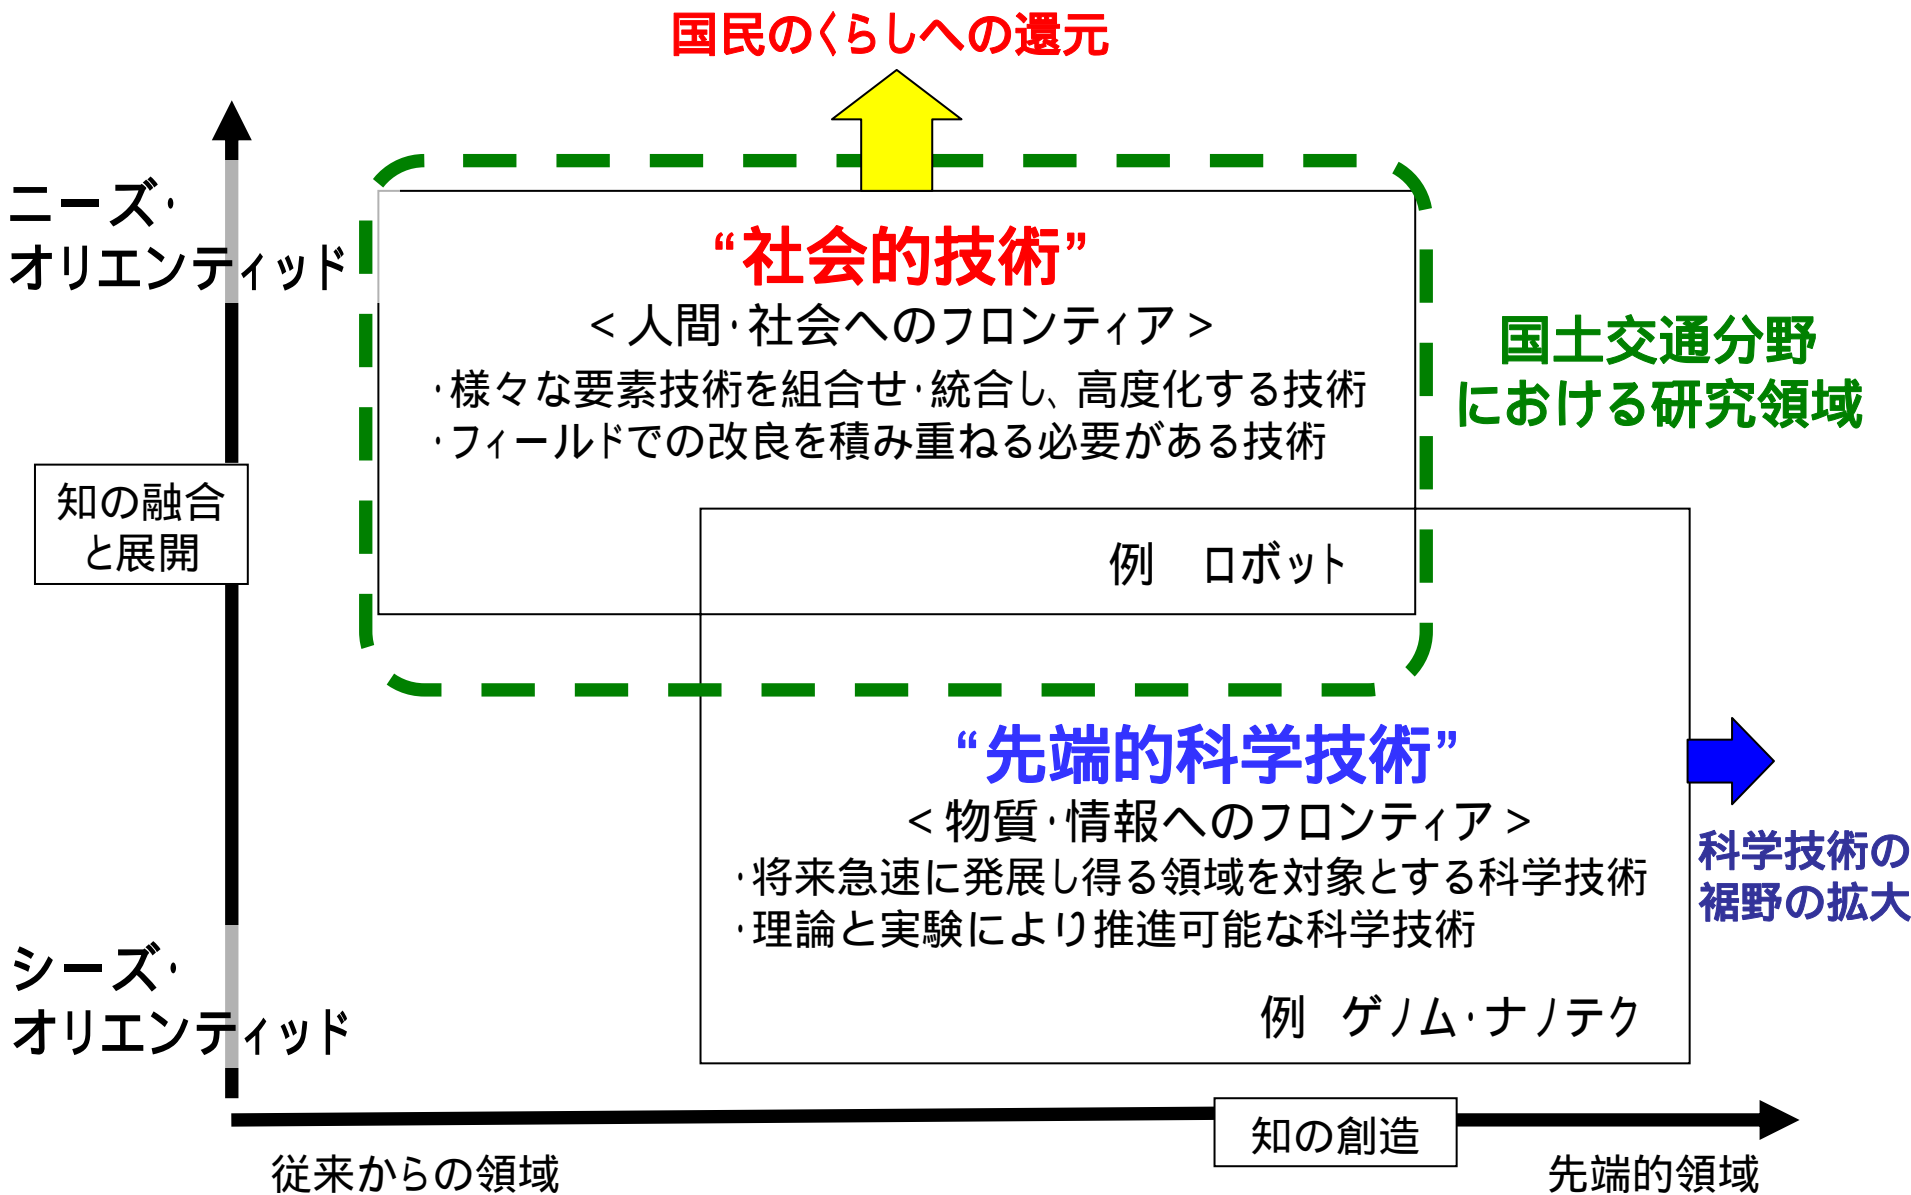 国民のくらしへの還元
ニーズ・
オリエンティッド
“社会的技術”
＜人間・社会へのフロンティア＞
・様々な要素技術を組合せ・統合し、高度化する技術
・フィールドでの改良を積み重ねる必要がある技術
国土交通分野
における研究領域
知の融合
と展開
例　ロボット
“先端的科学技術”
＜物質・情報へのフロンティア＞
・将来急速に発展し得る領域を対象とする科学技術
・理論と実験により推進可能な科学技術
例　ゲノム・ナノテク
科学技術の
裾野の拡大
シーズ・
オリエンティッド
知の創造
従来からの領域
先端的領域